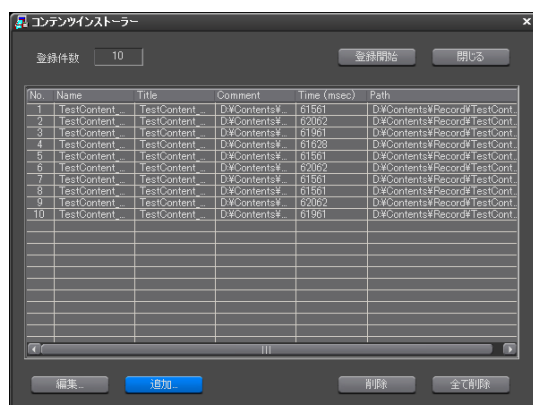 コンテンツインストーラー
登録件数 10 登録開始 閉じる
No. Name Title Comment Time (msec) Path
1 TestContent_... TestContent_... D:¥Contents¥... 61561 D:¥Contents¥Record¥TestCont...
2 TestContent_... TestContent_... D:¥Contents¥... 62062 D:¥Contents¥Record¥TestCont...
3 TestContent_... TestContent_... D:¥Contents¥... 61961 D:¥Contents¥Record¥TestCont...
4 TestContent_... TestContent_... D:¥Contents¥... 61628 D:¥Contents¥Record¥TestCont...
5 TestContent_... TestContent_... D:¥Contents¥... 61561 D:¥Contents¥Record¥TestCont...
6 TestContent_... TestContent_... D:¥Contents¥... 62062 D:¥Contents¥Record¥TestCont...
7 TestContent_... TestContent_... D:¥Contents¥... 61561 D:¥Contents¥Record¥TestCont...
8 TestContent_... TestContent_... D:¥Contents¥... 61561 D:¥Contents¥Record¥TestCont...
9 TestContent_... TestContent_... D:¥Contents¥... 62062 D:¥Contents¥Record¥TestCont...
10 TestContent_... TestContent_... D:¥Contents¥... 61961 D:¥Contents¥Record¥TestCont...
編集... 追加... 削除 全て削除